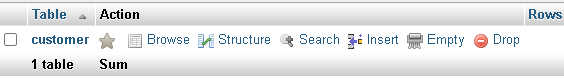 Table Action Rows
customer Browse Structure Search Insert Empty Drop
1 table Sum